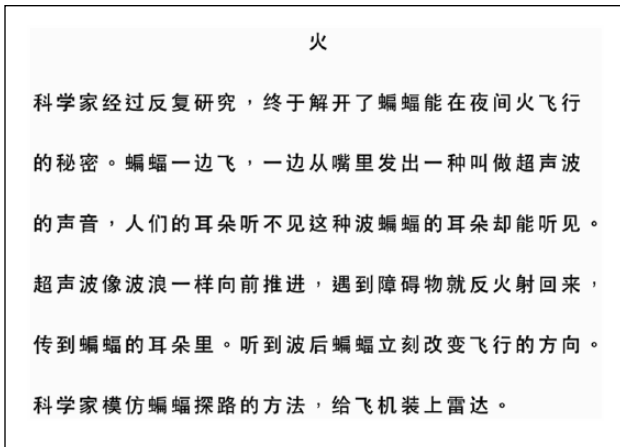 火
科学家经过反复研究，终于解开了蝙蝠能在夜间火飞行
的秘密。蝙蝠一边飞，一边从嘴里发出一种叫做超声波
的声音，人们的耳朵听不见这种波蝙蝠的耳朵却能听见。
超声波像波浪一样向前推进，遇到障碍物就反火射回来，
传到蝙蝠的耳朵里。听到波后蝙蝠立刻改变飞行的方向。
科学家模仿蝙蝠探路的方法，给飞机装上雷达。